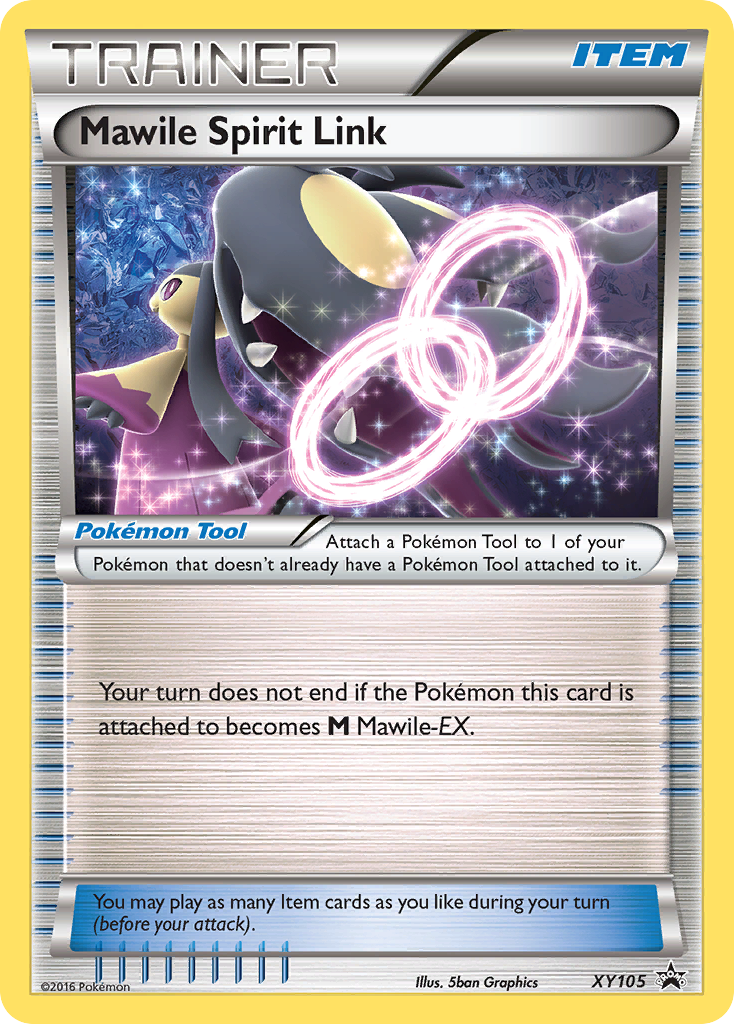 TRAINER
ITEM
Mawile Spirit Link
Pokémon Tool
Attach a Pokémon Tool to 1 of your
Pokémon that doesn't already have a Pokémon Tool attached to it.
Your turn does not end if the Pokémon this card is
attached to becomes M Mawile-EX.
You may play as many Item cards as you like during your turn
(before your attack).
©2016 Pokémon
Illus. 5ban Graphics
XY105
PROMO